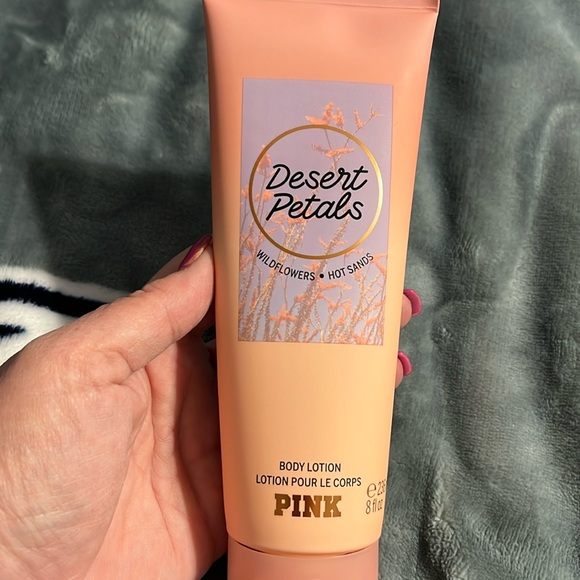 Desert
Petals
WILDFLOWERS • HOT SANDS
BODY LOTION
LOTION POUR LE CORPS
PINK
8 fl oz